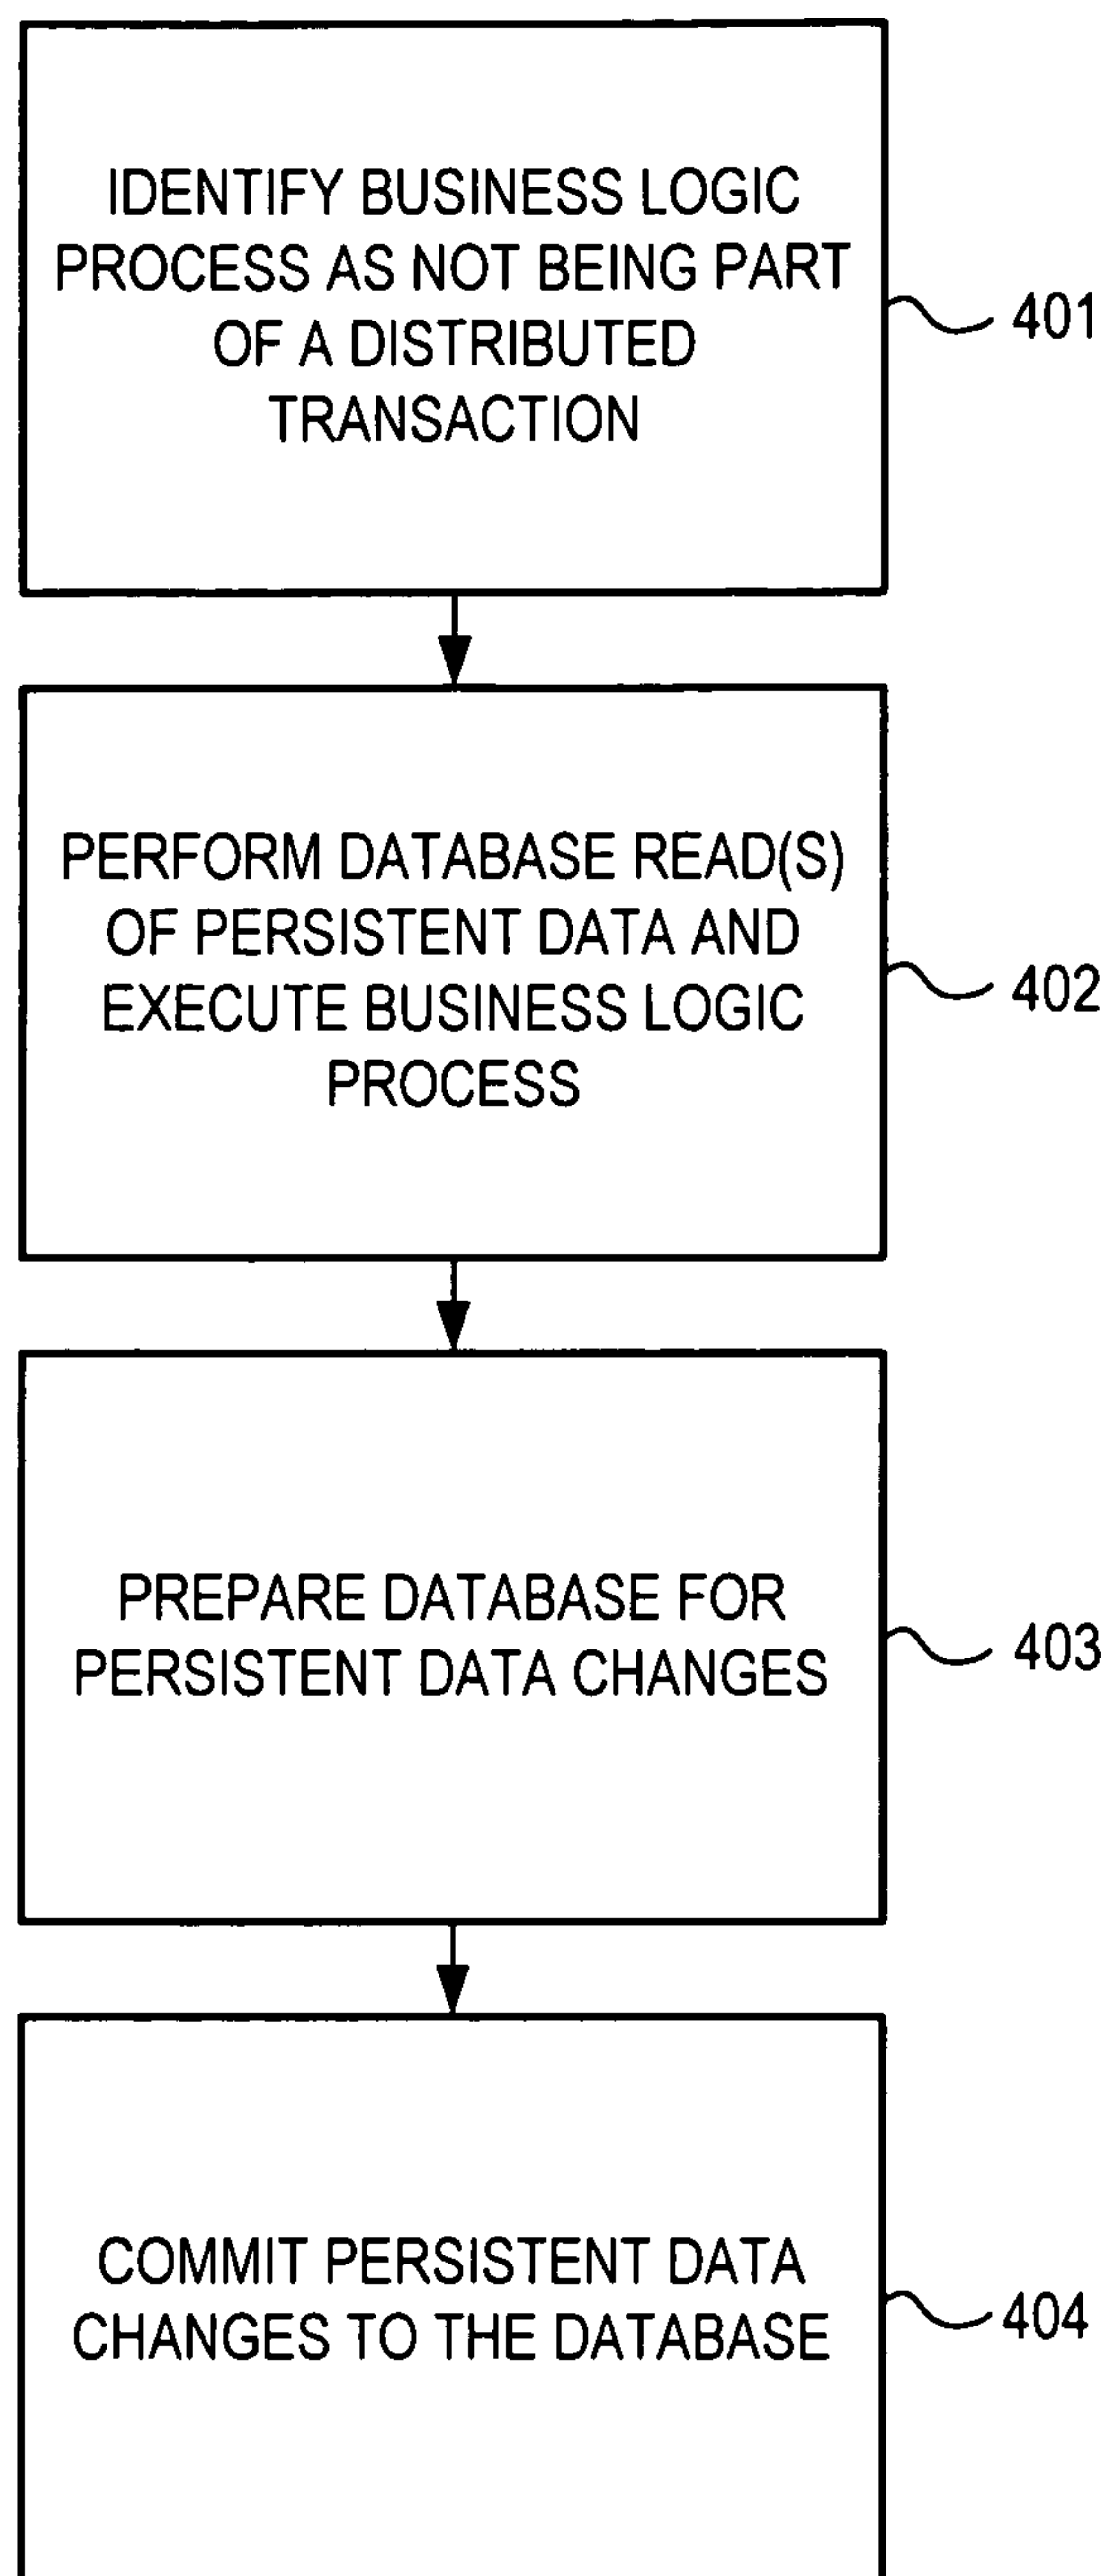 IDENTIFY BUSINESS LOGIC
PROCESS AS NOT BEING PART
OF A DISTRIBUTED
TRANSACTION
401
PERFORM DATABASE READ(S)
OF PERSISTENT DATA AND
EXECUTE BUSINESS LOGIC
PROCESS
402
PREPARE DATABASE FOR
PERSISTENT DATA CHANGES
403
COMMIT PERSISTENT DATA
CHANGES TO THE DATABASE
404